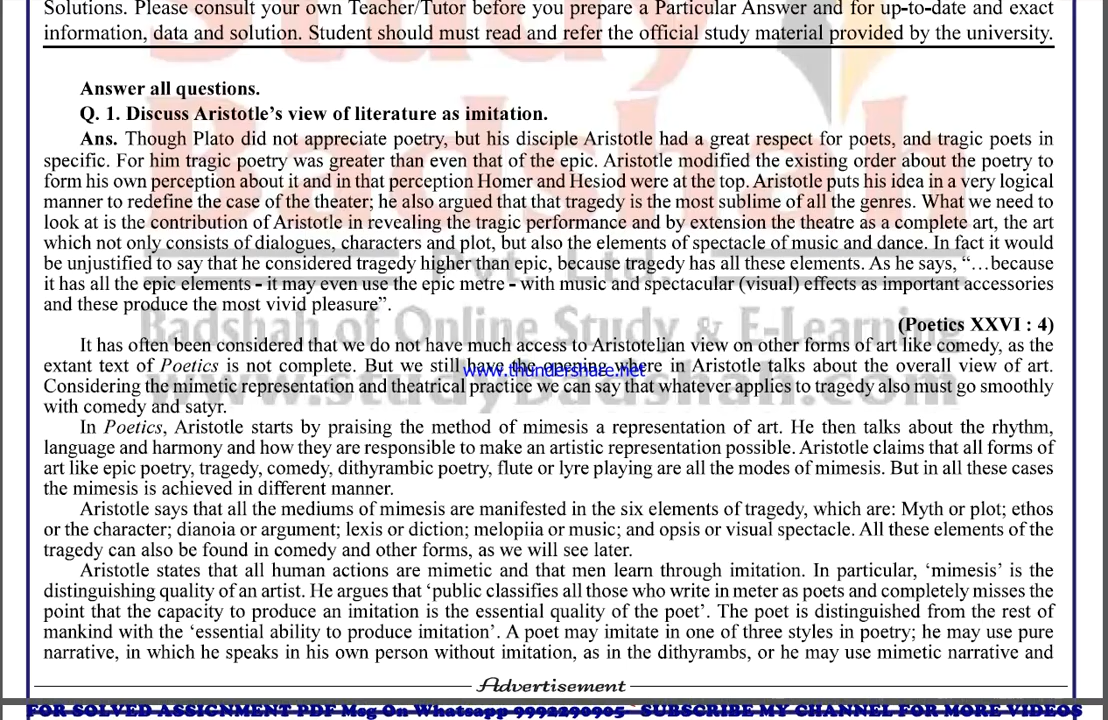 Solutions. Please consult your own Teacher/Tutor before you prepare a Particular Answer and for up-to-date and exact
information, data and solution. Student should must read and refer the official study material provided by the university.
Study
Badshah
Pvt. Ltd.
Badshah of Online Study & E-Learning
www.studybadshah.com
Answer all questions.
Q. 1. Discuss Aristotle's view of literature as imitation.
Ans. Though Plato did not appreciate poetry, but his disciple Aristotle had a great respect for poets, and tragic poets in
specific. For him tragic poetry was greater than even that of the epic. Aristotle modified the existing order about the poetry to
form his own perception about it and in that perception Homer and Hesiod were at the top. Aristotle puts his idea in a very logical
manner to redefine the case of the theater; he also argued that that tragedy is the most sublime of all the genres. What we need to
look at is the contribution of Aristotle in revealing the tragic performance and by extension the theatre as a complete art, the art
which not only consists of dialogues, characters and plot, but also the elements of spectacle of music and dance. In fact it would
be unjustified to say that he considered tragedy higher than epic, because tragedy has all these elements. As he says, “...because
it has all the epic elements - it may even use the epic metre - with music and spectacular (visual) effects as important accessories
and these produce the most vivid pleasure”.
(Poetics XXVI : 4)
It has often been considered that we do not have much access to Aristotelian view on other forms of art like comedy, as the
extant text of Poetics is not complete. But we still have the opening where in Aristotle talks about the overall view of art.
www.thundershare.net
Considering the mimetic representation and theatrical practice we can say that whatever applies to tragedy also must go smoothly
with comedy and satyr.
In Poetics, Aristotle starts by praising the method of mimesis a representation of art. He then talks about the rhythm,
language and harmony and how they are responsible to make an artistic representation possible. Aristotle claims that all forms of
art like epic poetry, tragedy, comedy, dithyrambic poetry, flute or lyre playing are all the modes of mimesis. But in all these cases
the mimesis is achieved in different manner.
Aristotle says that all the mediums of mimesis are manifested in the six elements of tragedy, which are: Myth or plot; ethos
or the character; dianoia or argument; lexis or diction; melopiia or music; and opsis or visual spectacle. All these elements of the
tragedy can also be found in comedy and other forms, as we will see later.
Aristotle states that all human actions are mimetic and that men learn through imitation. In particular, ‘mimesis’ is the
distinguishing quality of an artist. He argues that ‘public classifies all those who write in meter as poets and completely misses the
point that the capacity to produce an imitation is the essential quality of the poet’. The poet is distinguished from the rest of
mankind with the ‘essential ability to produce imitation’. A poet may imitate in one of three styles in poetry; he may use pure
narrative, in which he speaks in his own person without imitation, as in the dithyrambs, or he may use mimetic narrative and
Advertisement
FOR SOLVED ASSIGNMENT PDF Msg On Whatsapp 9992290905 - SUBSCRIBE MY CHANNEL FOR MORE VIDEOS